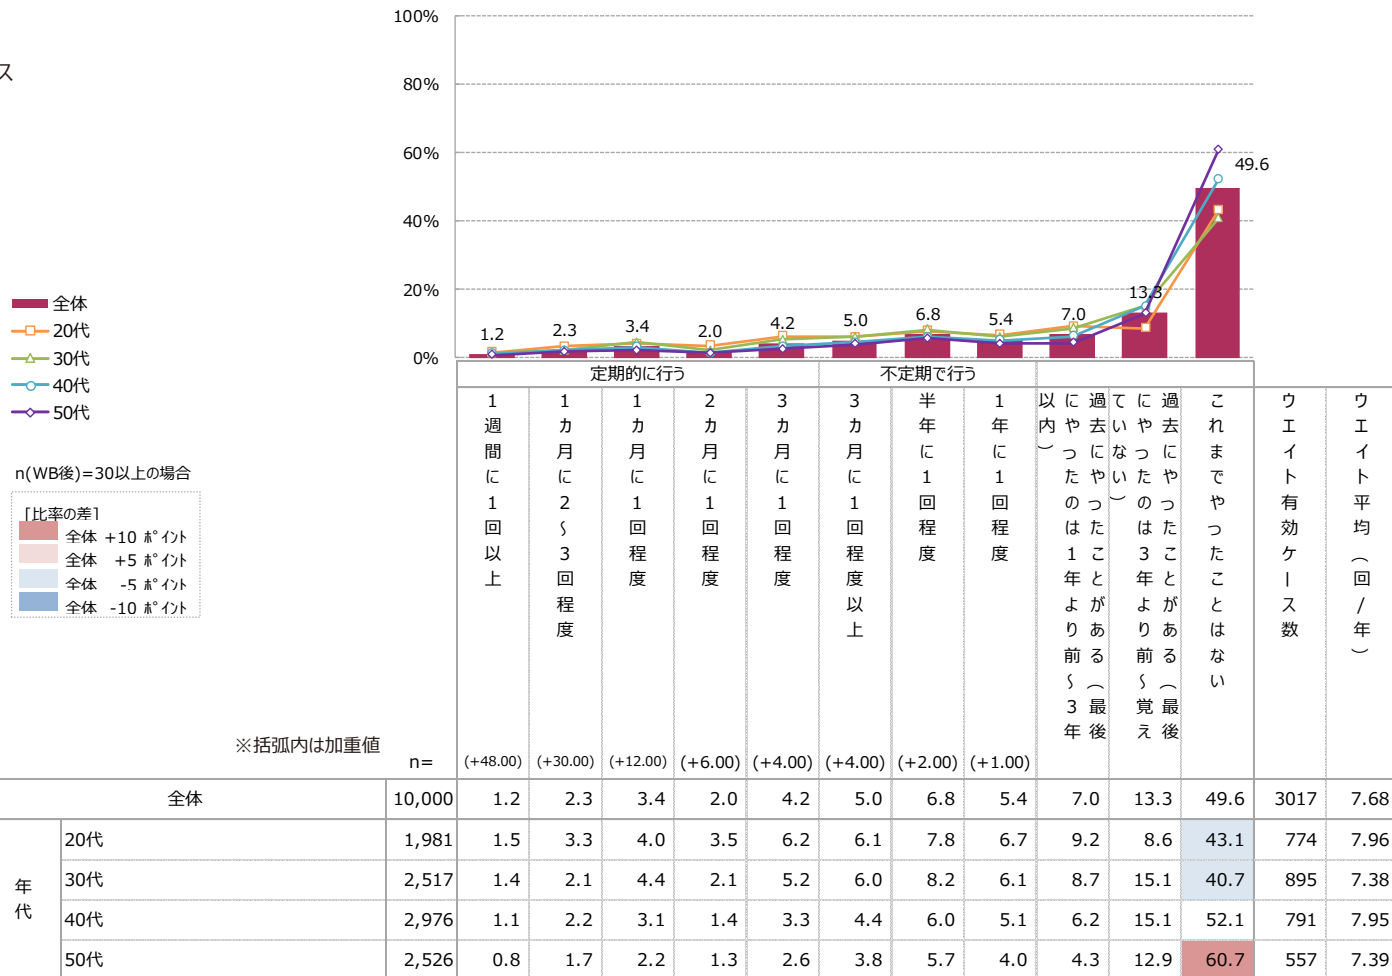 ス
100%
80%
60%
40%
20%
0%
1.2
2.3
3.4
2.0
4.2
5.0
6.8
5.4
7.0
13.3
49.6
全体
20代
30代
40代
50代
n(WB後)=30以上の場合
[比率の差]
全体 +10 ﾎﾟｲﾝﾄ
全体 +5 ﾎﾟｲﾝﾄ
全体 -5 ﾎﾟｲﾝﾄ
全体 -10 ﾎﾟｲﾝﾄ
定期的に行う
不定期で行う
1週間に1回以上
1カ月に2～3回程度
1カ月に1回程度
2カ月に1回程度
3カ月に1回程度
3カ月に1回程度以上
半年に1回程度
1年に1回程度
過去にやったことがある（最後
にやったのは1年より前～3年
以内）
過去にやったことがある（最後
にやったのは3年より前～覚え
ていない）
これまでやったことはない
ウエイト有効ケース数
ウエイト平均（回/年）
※括弧内は加重値
n= (+48.00) (+30.00) (+12.00) (+6.00) (+4.00) (+4.00) (+2.00) (+1.00)
全体 10,000 1.2 2.3 3.4 2.0 4.2 5.0 6.8 5.4 7.0 13.3 49.6 3017 7.68
年代
20代 1,981 1.5 3.3 4.0 3.5 6.2 6.1 7.8 6.7 9.2 8.6 43.1 774 7.96
30代 2,517 1.4 2.1 4.4 2.1 5.2 6.0 8.2 6.1 8.7 15.1 40.7 895 7.38
40代 2,976 1.1 2.2 3.1 1.4 3.3 4.4 6.0 5.1 6.2 15.1 52.1 791 7.95
50代 2,526 0.8 1.7 2.2 1.3 2.6 3.8 5.7 4.0 4.3 12.9 60.7 557 7.39